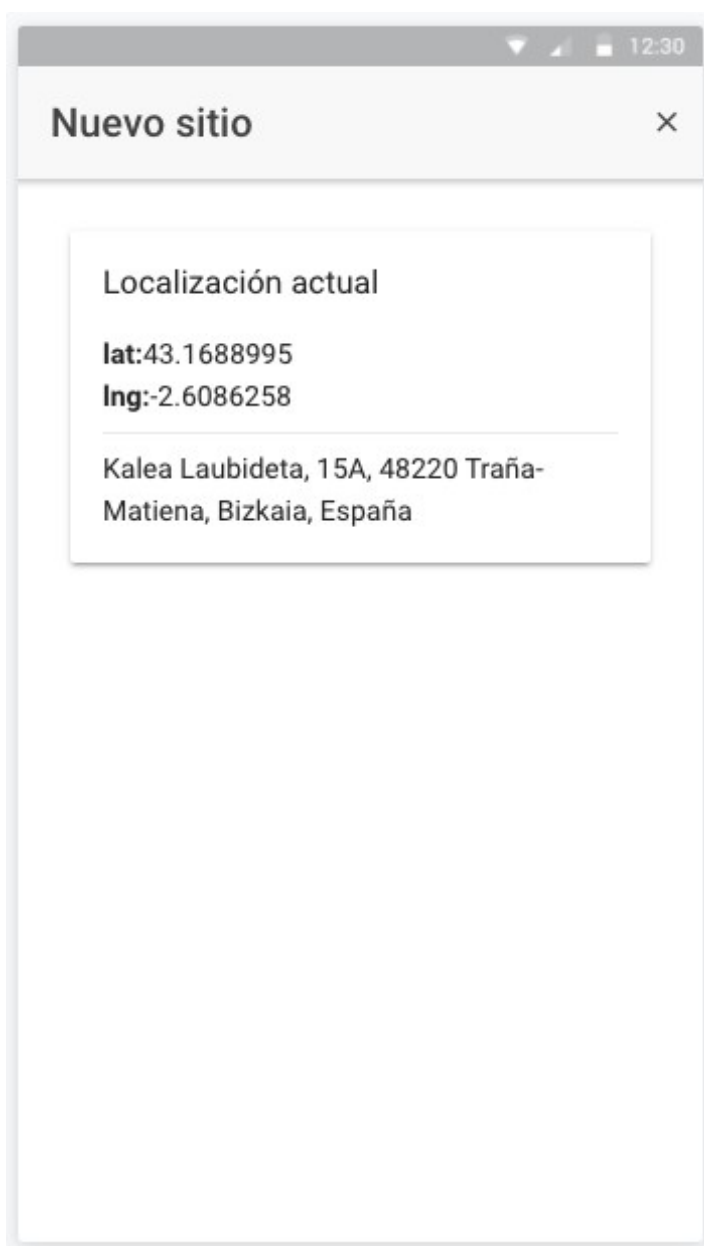 12:30
Nuevo sitio
Localización actual
lat:43.1688995
lng:-2.6086258
Kalea Laubideta, 15A, 48220 Traña-
Matiena, Bizkaia, España